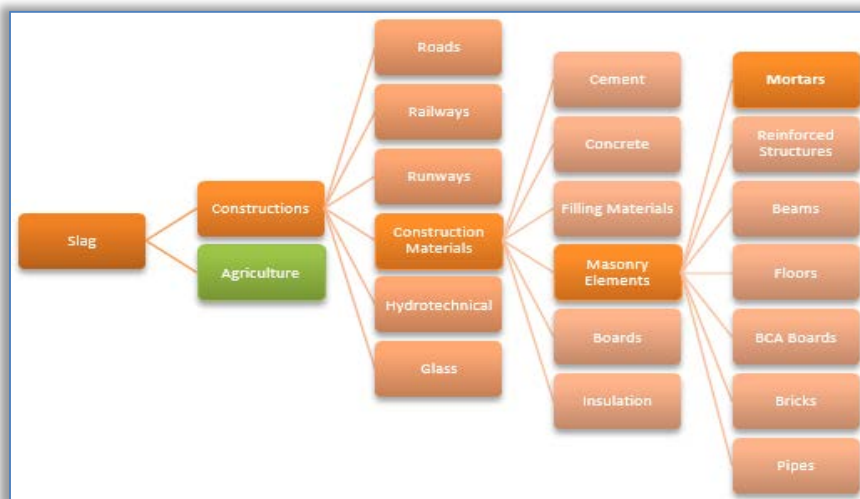 Slag
Constructions
Agriculture
Roads
Railways
Runways
Construction
Materials
Hydrotechnical
Glass
Cement
Concrete
Filling Materials
Masonry
Elements
Boards
Insulation
Mortars
Reinforced
Structures
Beams
Floors
BCA Boards
Bricks
Pipes